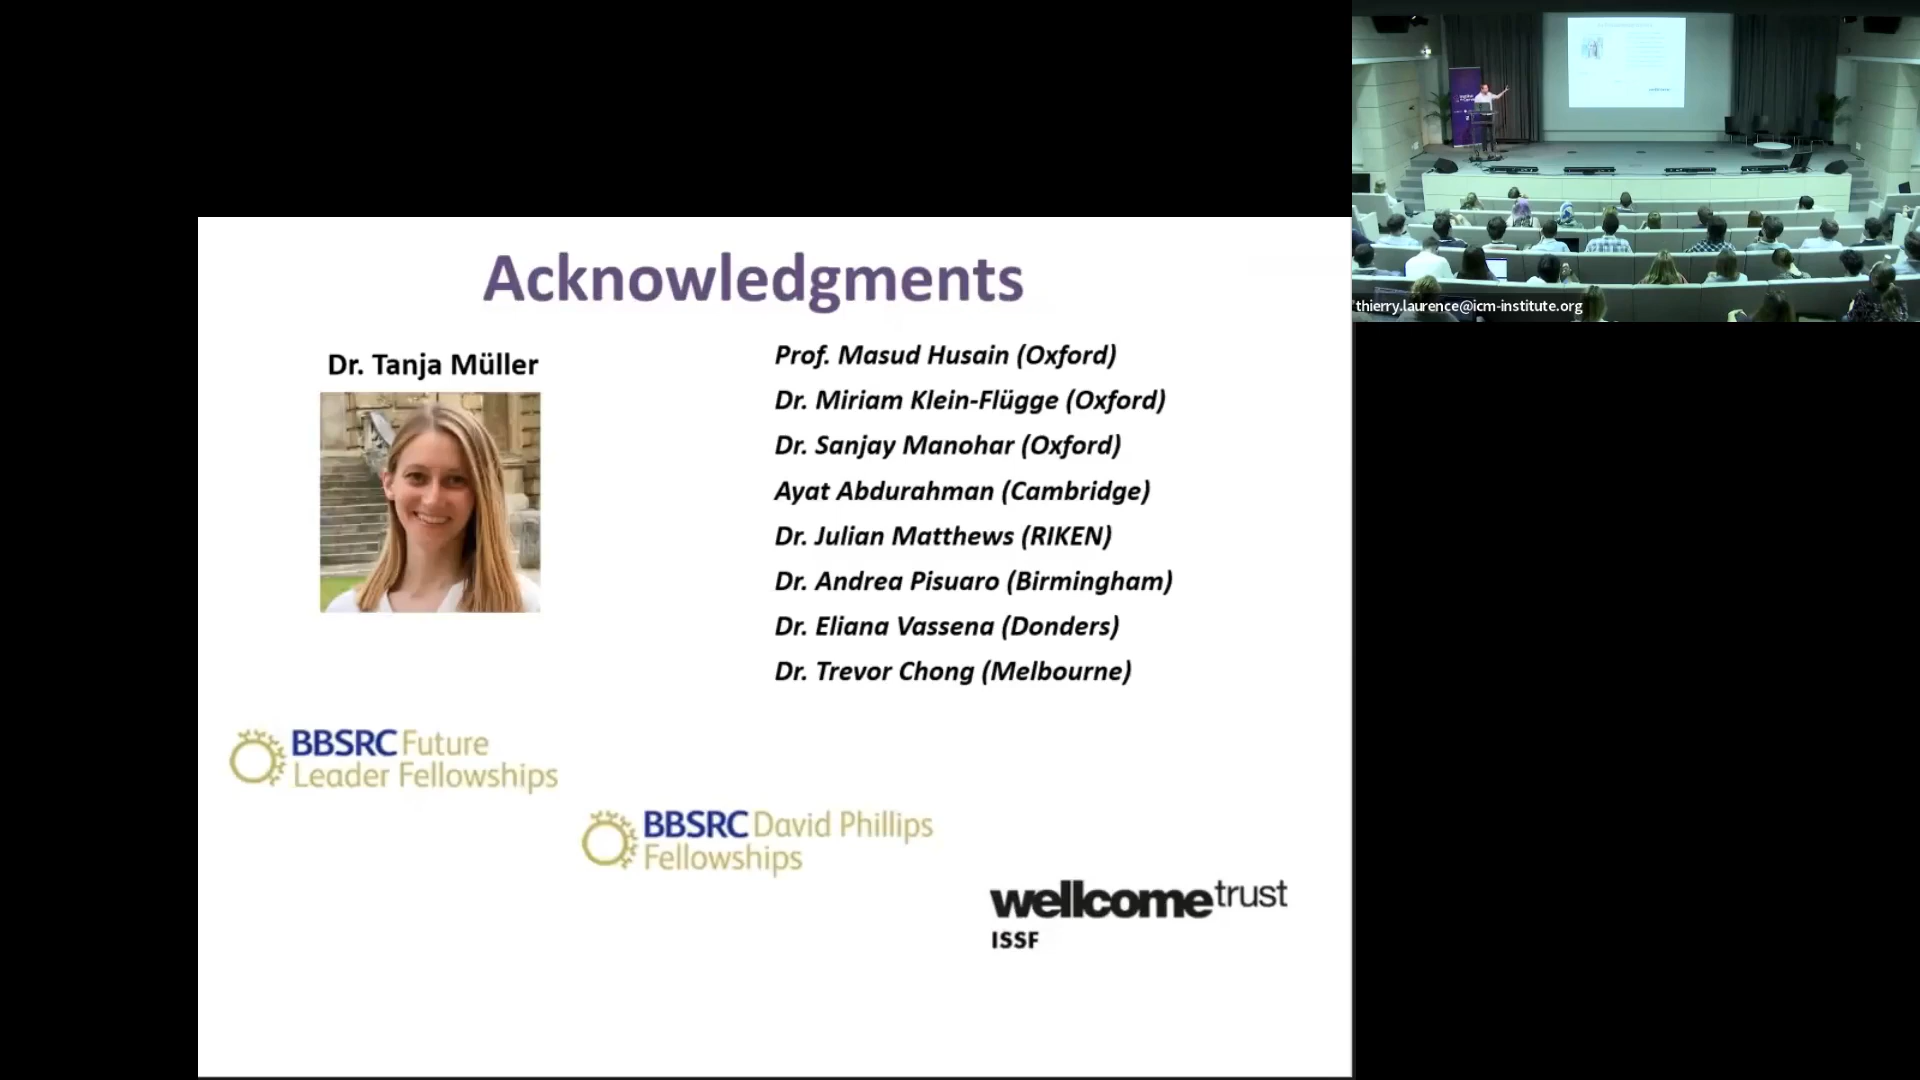 Acknowledgments
Dr. Tanja Müller
Prof. Masud Husain (Oxford)
Dr. Miriam Klein-Flügge (Oxford)
Dr. Sanjay Manohar (Oxford)
Ayat Abdurahman (Cambridge)
Dr. Julian Matthews (RIKEN)
Dr. Andrea Pisuaro (Birmingham)
Dr. Eliana Vassena (Donders)
Dr. Trevor Chong (Melbourne)
BBSRC Future
Leader Fellowships
BBSRC David Phillips
Fellowships
wellcometrust
ISSF
thierry.laurence@icm-institute.org